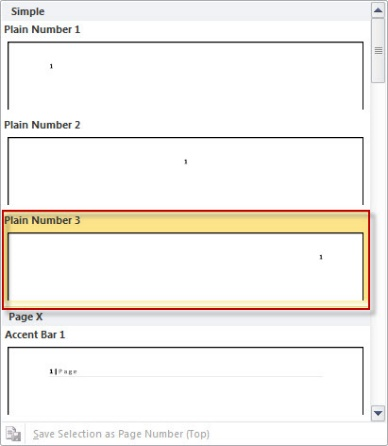 Simple
Plain Number 1
1
Plain Number 2
1
Plain Number 3
1
Page X
Accent Bar 1
1|Page
Save Selection as Page Number (Top)